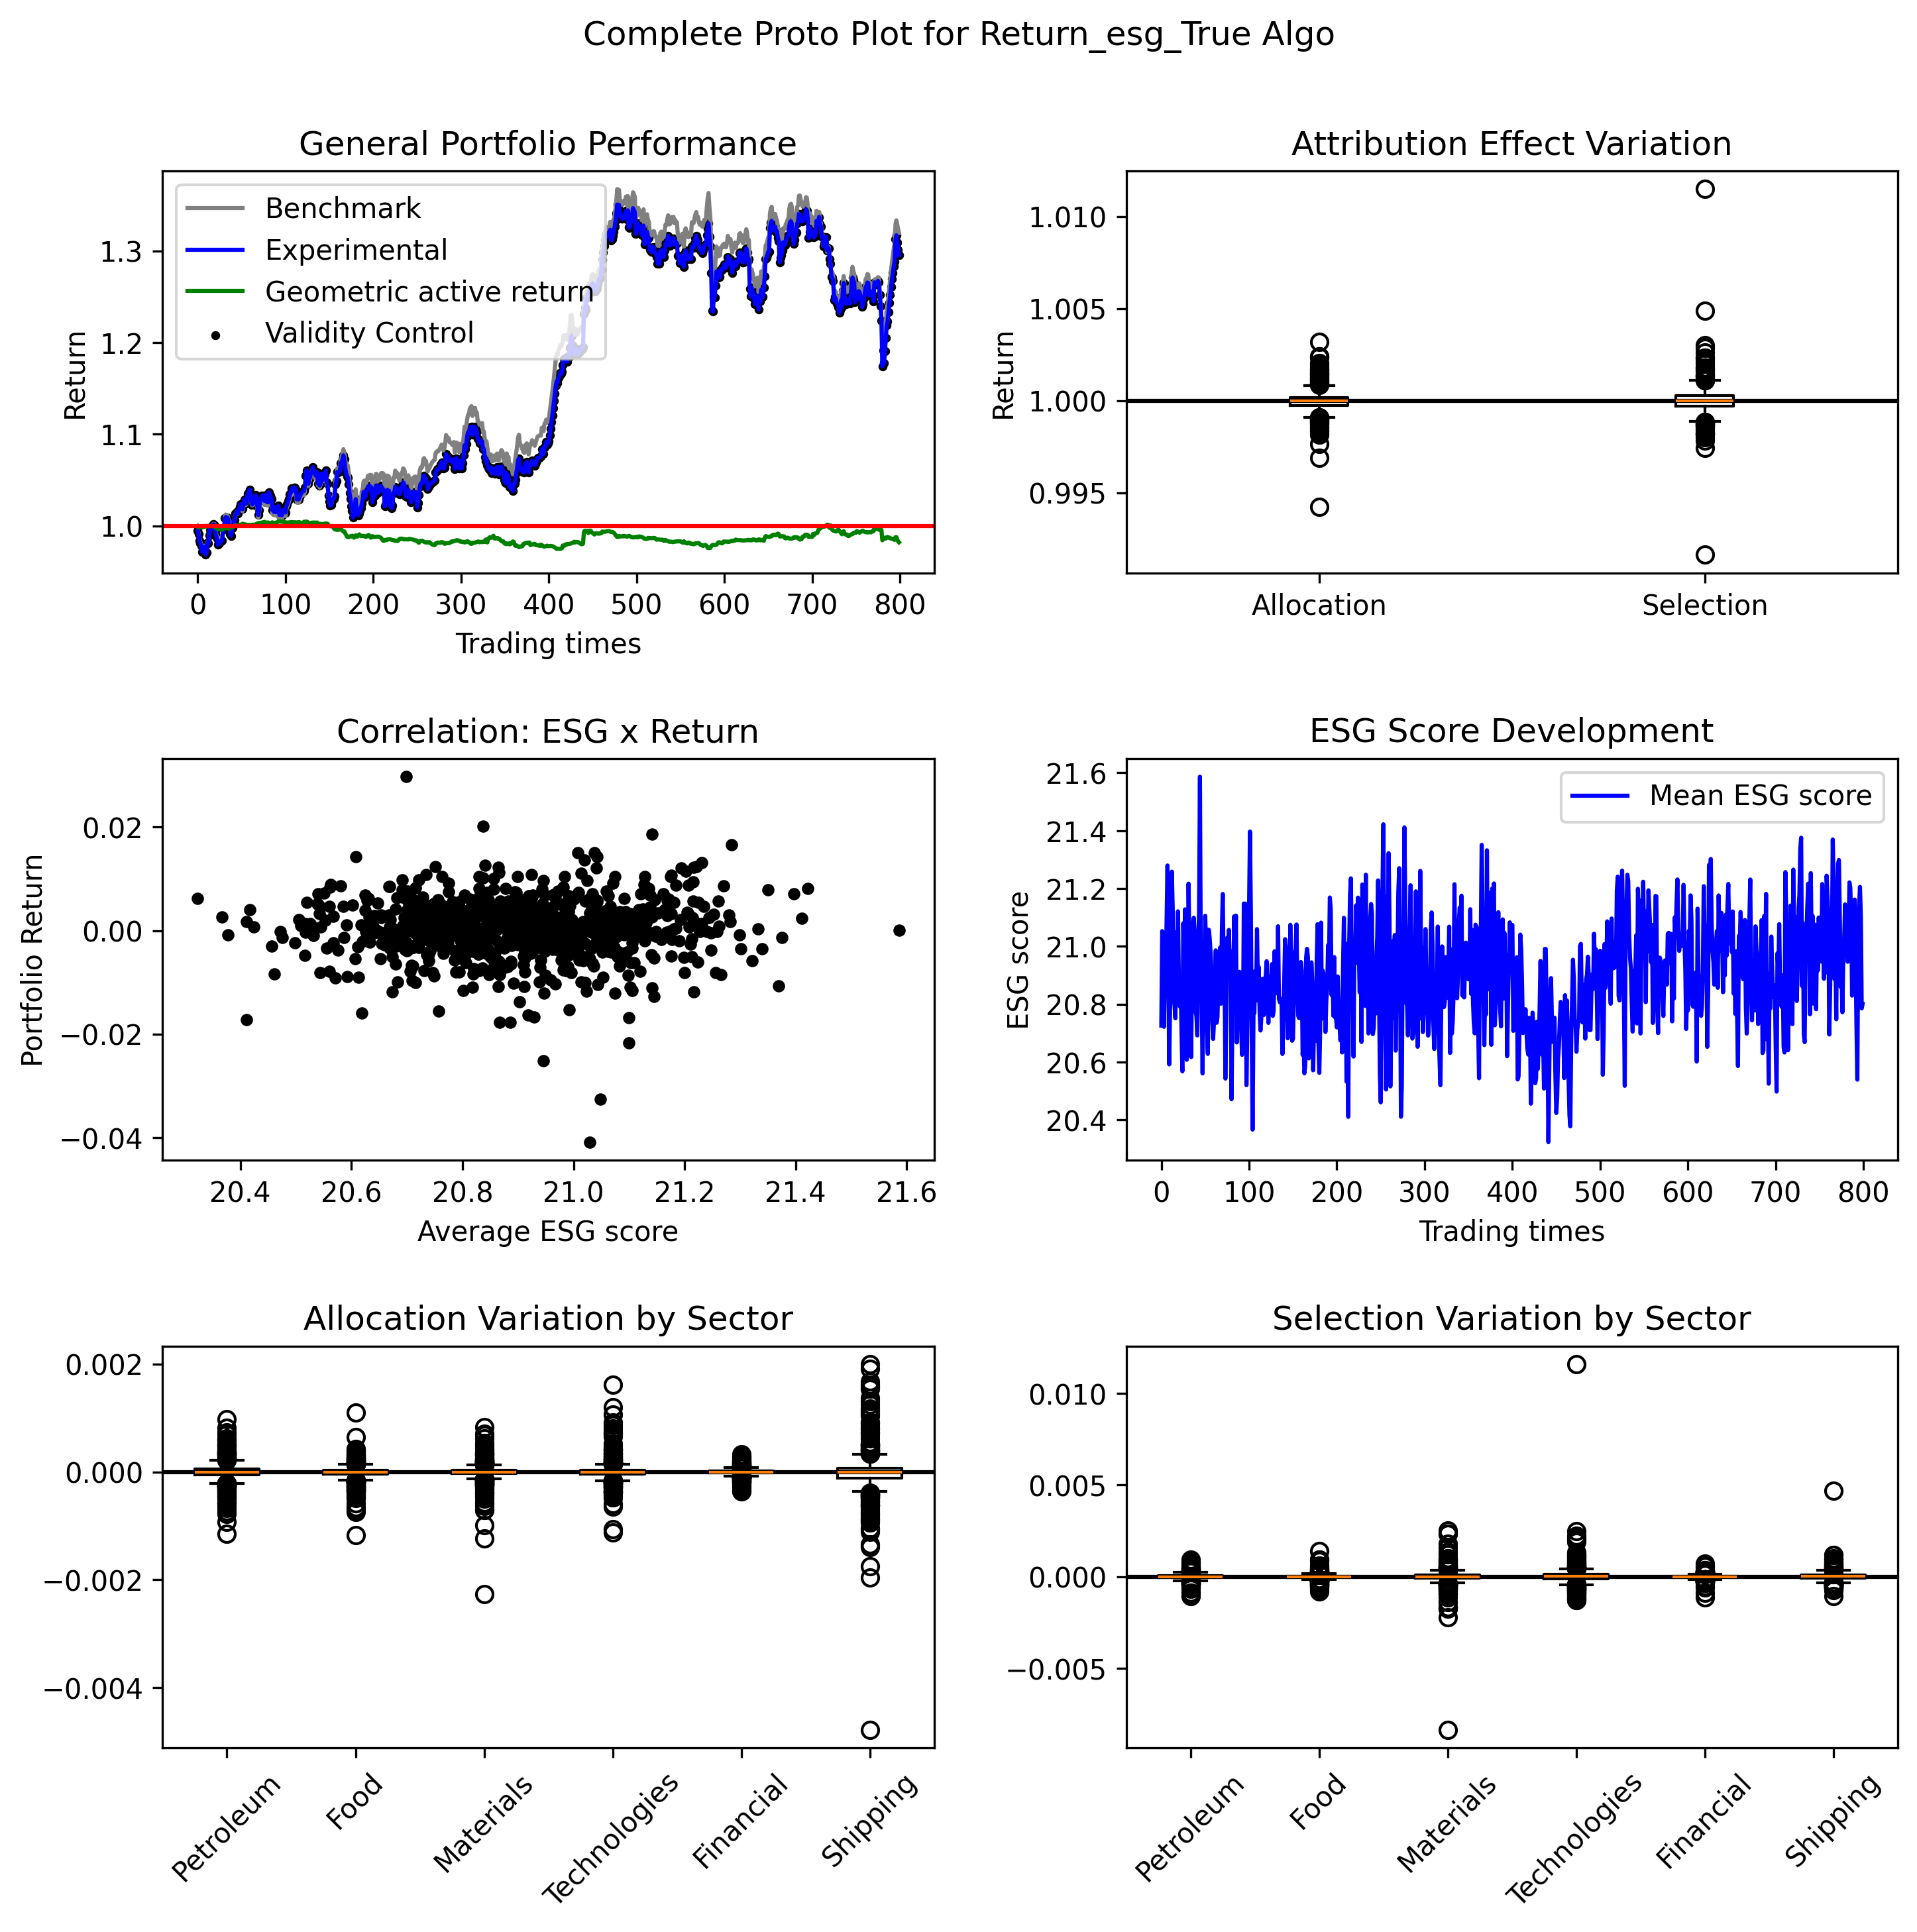 Complete Proto Plot for Return_esg_True Algo
General Portfolio Performance
Benchmark
Experimental
Geometric active return
Validity Control
Return
1.3
1.2
1.1
1.0
0 100 200 300 400 500 600 700 800
Trading times
Attribution Effect Variation
Return
1.010
1.005
1.000
0.995
Allocation Selection
Correlation: ESG x Return
Portfolio Return
0.02
0.00
−0.02
−0.04
20.4 20.6 20.8 21.0 21.2 21.4 21.6
Average ESG score
ESG Score Development
Mean ESG score
ESG score
21.6
21.4
21.2
21.0
20.8
20.6
20.4
0 100 200 300 400 500 600 700 800
Trading times
Allocation Variation by Sector
0.002
0.000
−0.002
−0.004
Petroleum
Food
Materials
Technologies
Financial
Shipping
Selection Variation by Sector
0.010
0.005
0.000
−0.005
Petroleum
Food
Materials
Technologies
Financial
Shipping